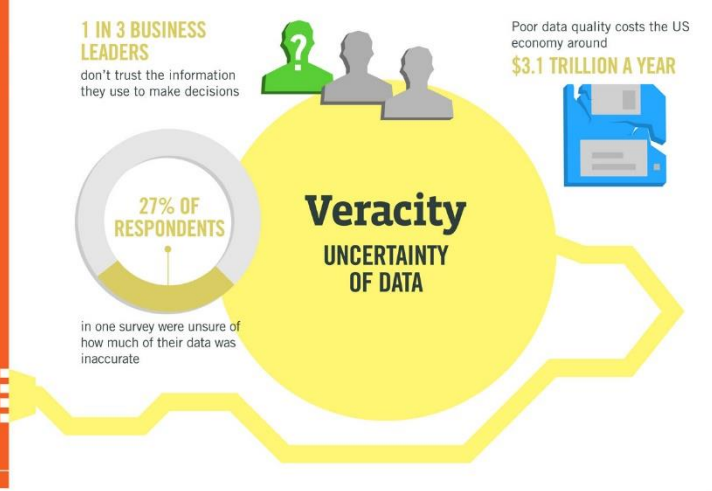 1 IN 3 BUSINESS
LEADERS
don't trust the information
they use to make decisions
?
Poor data quality costs the US
economy around
$3.1 TRILLION A YEAR
27% OF
RESPONDENTS
in one survey were unsure of
how much of their data was
inaccurate
Veracity
UNCERTAINTY
OF DATA